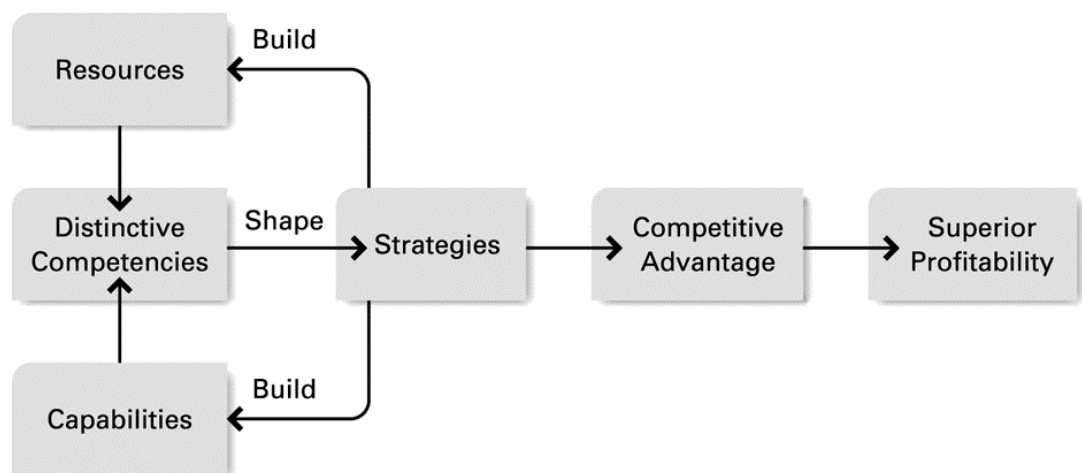 Build
Resources
Distinctive
Competencies
Shape
Strategies
Competitive
Advantage
Superior
Profitability
Build
Capabilities